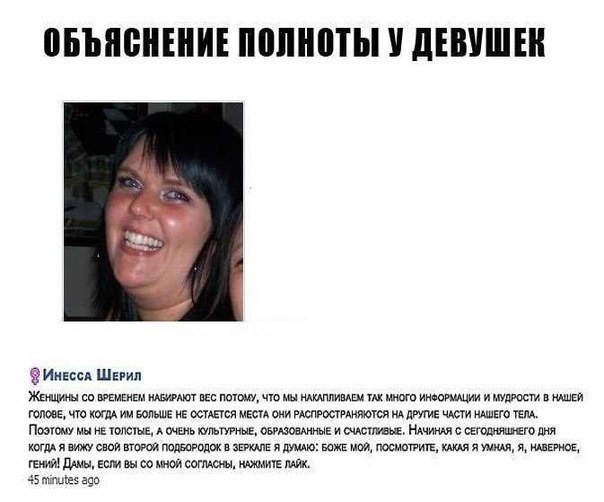 ОБЪЯСНЕНИЕ ПОЛНОТЫ У ДЕВУШЕК
Инесса Шерил
Женщины со временем набирают вес потому, что мы накапливаем так много информации и мудрости в нашей
голове, что когда им больше не остается места они распространяются на другие части нашего тела.
Поэтому мы не толстые, а очень культурные, образованные и счастливые. Начиная с сегодняшнего дня
когда я вижу свой второй подбородок в зеркале я думаю: боже мой, посмотрите, какая я умная, я, наверное,
гений! Дамы, если вы со мной согласны, нажмите лайк.
45 minutes ago